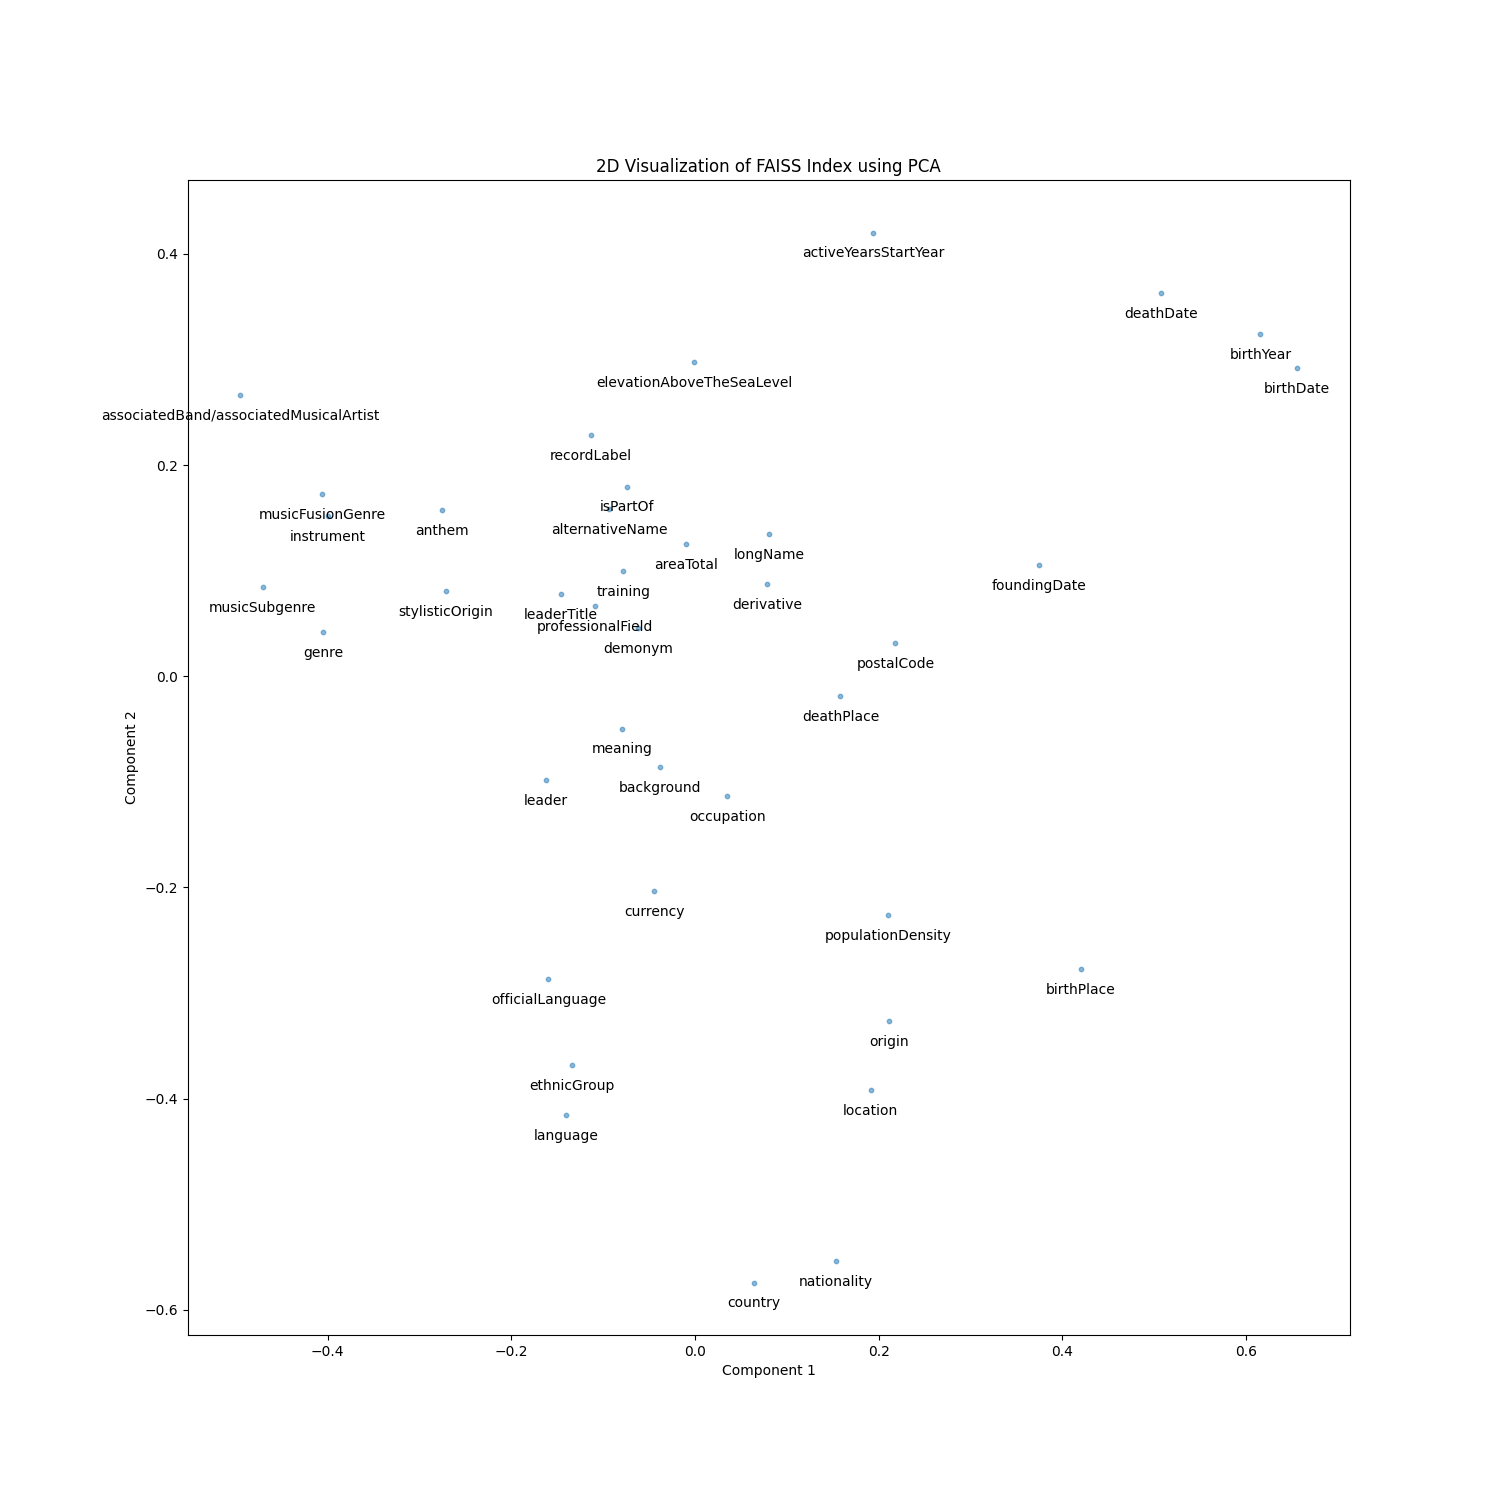 2D Visualization of FAISS Index using PCA
0.4
activeYearsStartYear
deathDate
birthYear
elevationAboveTheSeaLevel
birthDate
associatedBand/associatedMusicalArtist
recordLabel
0.2
isPartOf
musicFusionGenre
alternativeName
anthem
instrument
longName
areaTotal
foundingDate
training
derivative
musicSubgenre
stylisticOrigin
leaderTitle
professionalField
demonym
genre
postalCode
0.0
deathPlace
Component 2
meaning
background
leader
occupation
−0.2
currency
populationDensity
birthPlace
officialLanguage
origin
ethnicGroup
−0.4
location
language
nationality
country
−0.6
−0.4 −0.2 0.0 0.2 0.4 0.6
Component 1